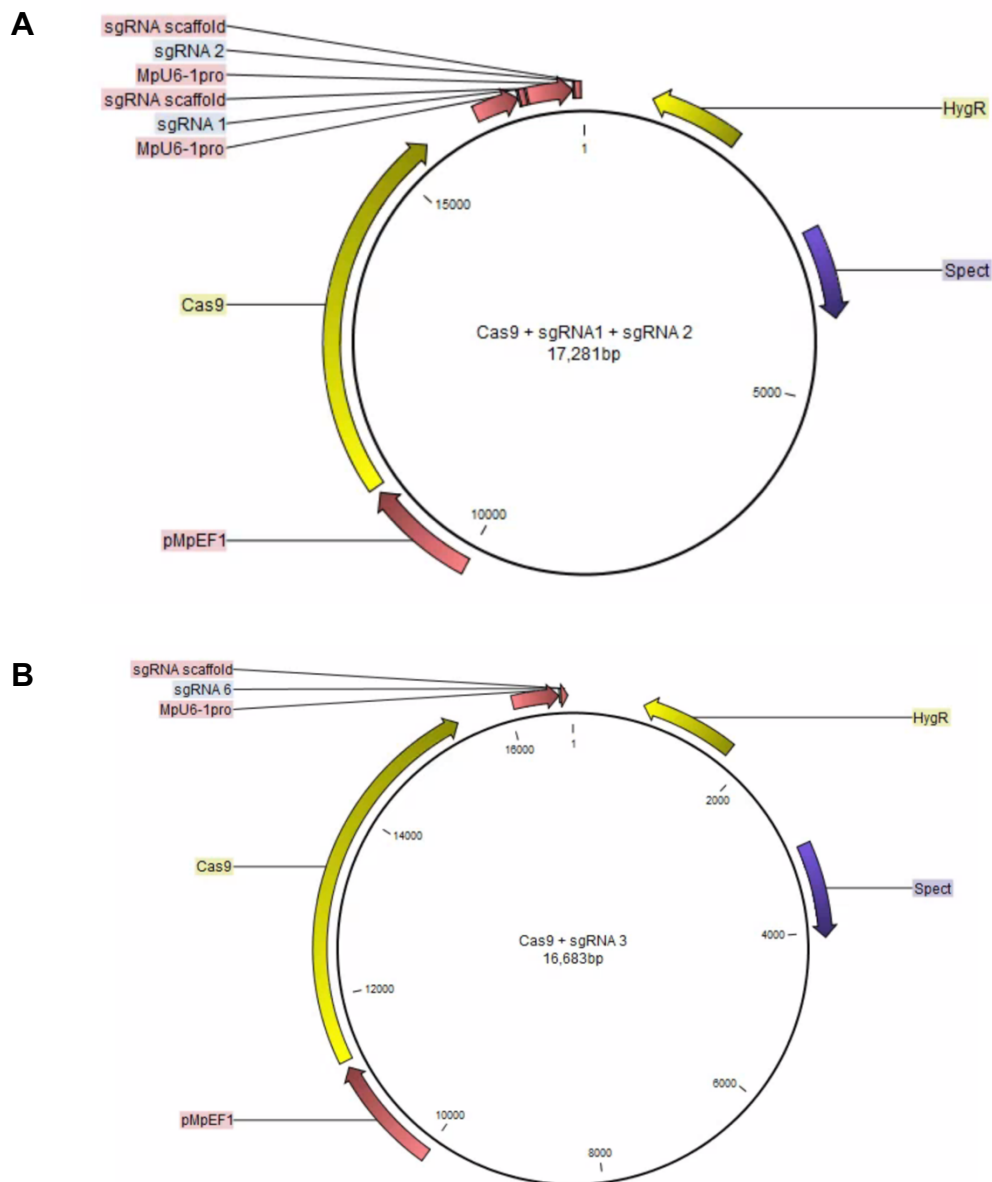 A
sgRNA scaffold
sgRNA 2
MpU6-1pro
sgRNA scaffold
sgRNA 1
MpU6-1pro
HygR
1
15000
Spect
Cas9
Cas9 + sgRNA1 + sgRNA 2
17,281bp
5000
10000
pMpEF1
B
sgRNA scaffold
sgRNA 6
MpU6-1pro
HygR
16000
1
2000
14000
Cas9
Spect
4000
Cas9 + sgRNA 3
16,683bp
12000
6000
10000
pMpEF1
8000